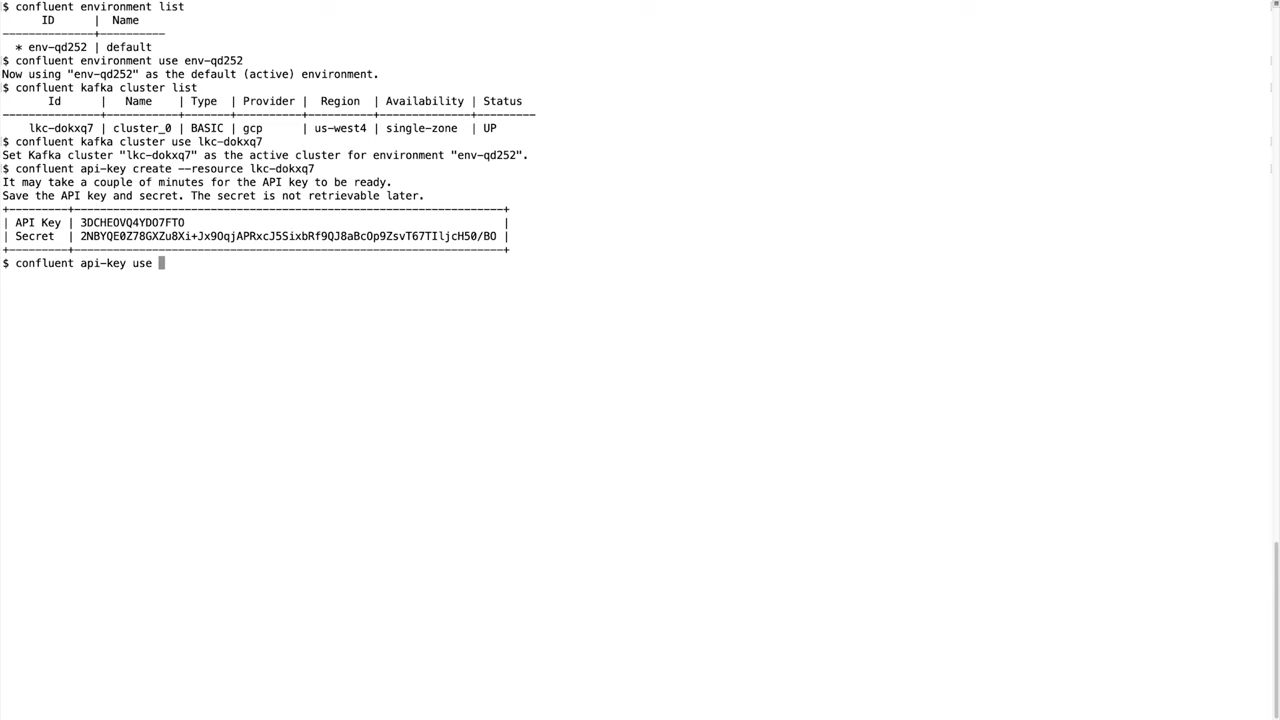 $ confluent environment list
ID | Name
--------------+----------
* env-qd252 | default
$ confluent environment use env-qd252
Now using "env-qd252" as the default (active) environment.
$ confluent kafka cluster list
Id | Name | Type | Provider | Region | Availability | Status
--------------+-----------+-------+----------+----------+--------------+---------
lkc-dokxq7 | cluster_0 | BASIC | gcp | us-west4 | single-zone | UP
$ confluent kafka cluster use lkc-dokxq7
Set Kafka cluster "lkc-dokxq7" as the active cluster for environment "env-qd252".
$ confluent api-key create --resource lkc-dokxq7
It may take a couple of minutes for the API key to be ready.
Save the API key and secret. The secret is not retrievable later.
+---------+------------------------------------------------------------------+
| API Key | 3DCHEOVQ4YDO7FTO |
| Secret | 2NBYQE0Z78GXZu8Xi+Jx9OqjAPRxcJ5SixbRf9QJ8aBcOp9ZsvT67TIljcH50/BO |
+---------+------------------------------------------------------------------+
$ confluent api-key use